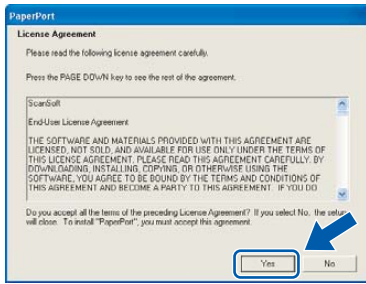 PaperPort
License Agreement
Please read the following license agreement carefully.
Press the PAGE DOWN key to see the rest of the agreement.
ScanSoft
End-User License Agreement
THE SOFTWARE AND MATERIALS PROVIDED WITH THIS AGREEMENT ARE
LICENSED, NOT SOLD, AND AVAILABLE FOR USE ONLY UNDER THE TERMS OF
THIS LICENSE AGREEMENT. PLEASE READ THIS AGREEMENT CAREFULLY. BY
DOWNLOADING, INSTALLING, COPYING, OR OTHERWISE USING THE
SOFTWARE, YOU AGREE TO BE BOUND BY THE TERMS AND CONDITIONS OF
THIS AGREEMENT AND BECOME A PARTY TO THIS AGREEMENT. IF YOU DO
Do you accept all the terms of the preceding License Agreement? If you select No, the setup
will close. To install "PaperPort", you must accept this agreement.
Yes No